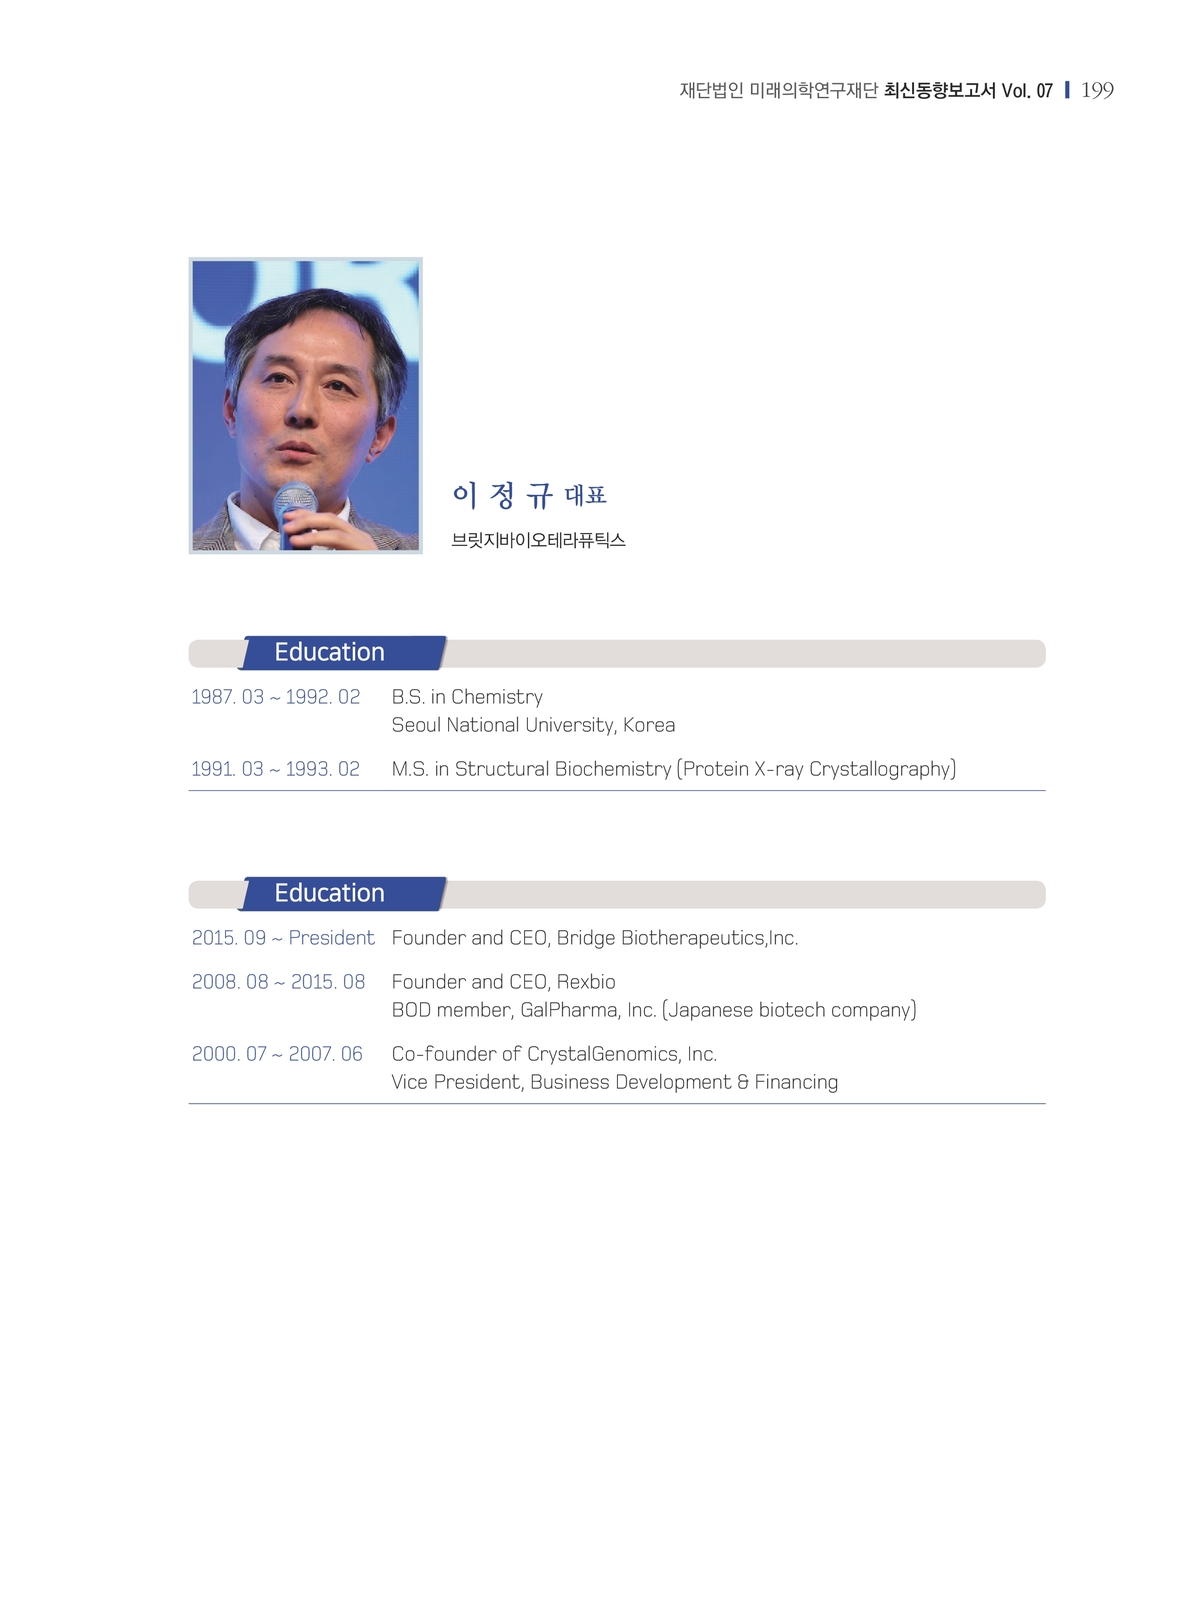 재단법인 미래의학연구재단 최신동향보고서 Vol. 07 199
이 정 규 대표
브릿지바이오테라퓨틱스
Education
1987. 03 ~ 1992. 02 B.S. in Chemistry
Seoul National University, Korea
1991. 03 ~ 1993. 02 M.S. in Structural Biochemistry (Protein X-ray Crystallography)
Education
2015. 09 ~ President Founder and CEO, Bridge Biotherapeutics,Inc.
2008. 08 ~ 2015. 08 Founder and CEO, Rexbio
BOD member, GalPharma, Inc. (Japanese biotech company)
2000. 07 ~ 2007. 06 Co-founder of CrystalGenomics, Inc.
Vice President, Business Development & Financing